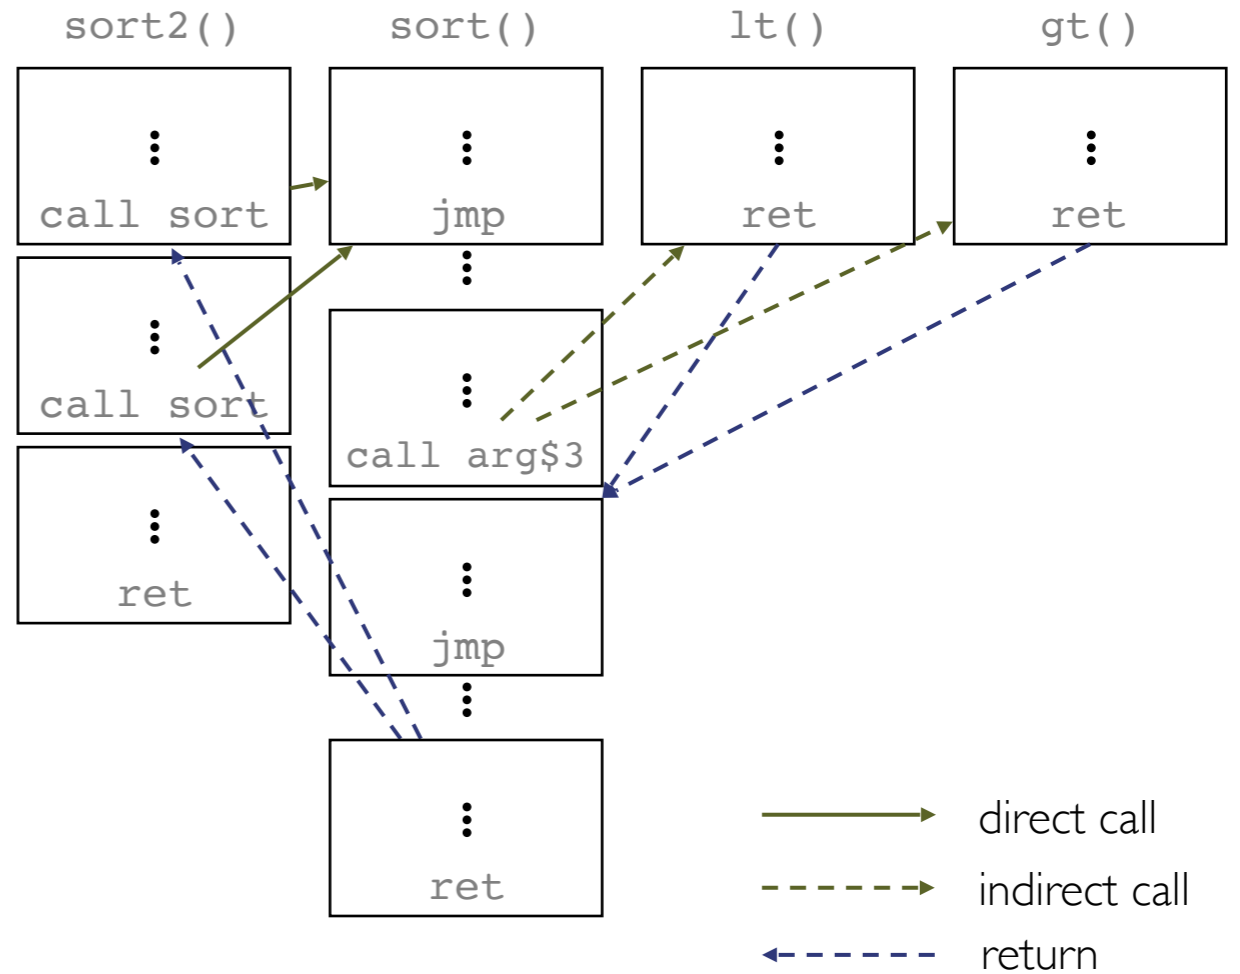 sort2()
sort()
lt()
gt()
call sort
jmp
ret
ret
call sort
call arg$3
ret
jmp
ret
direct call
indirect call
return